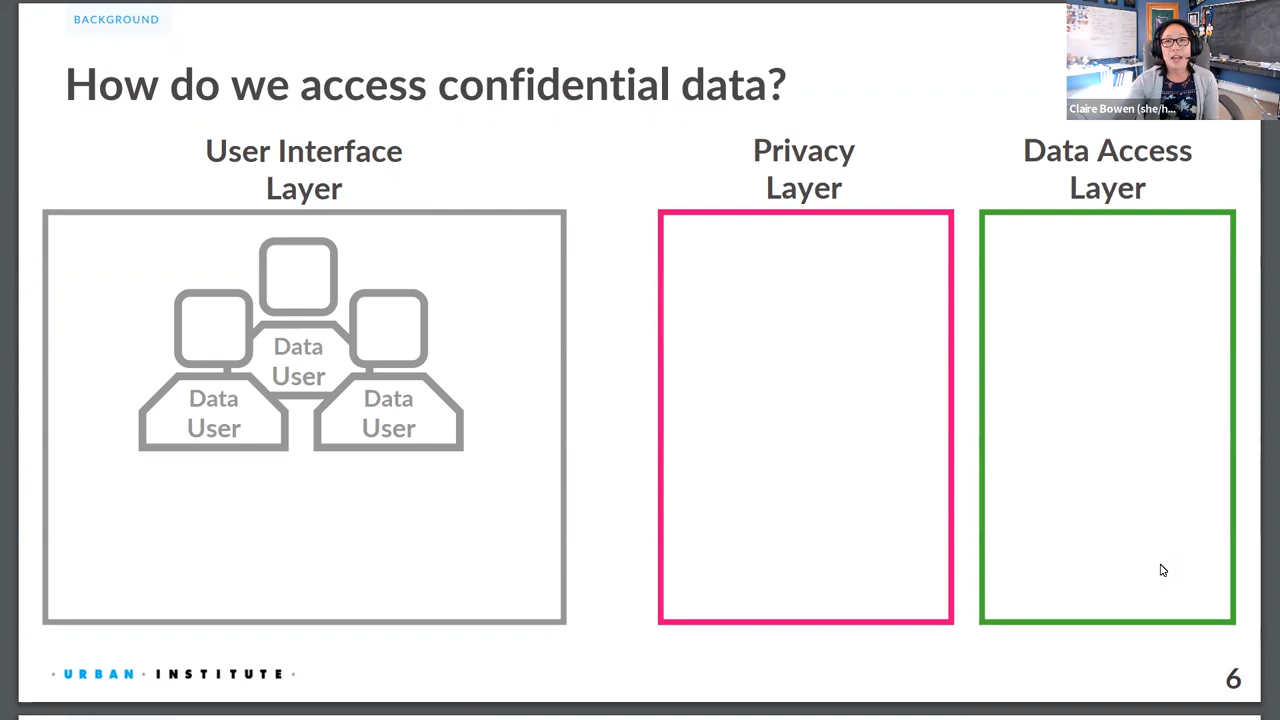 BACKGROUND
How do we access confidential data?
Claire Bowen (she/h...
User Interface
Layer
Privacy
Layer
Data Access
Layer
Data
User
Data
User
Data
User
· URBAN · INSTITUTE ·
6